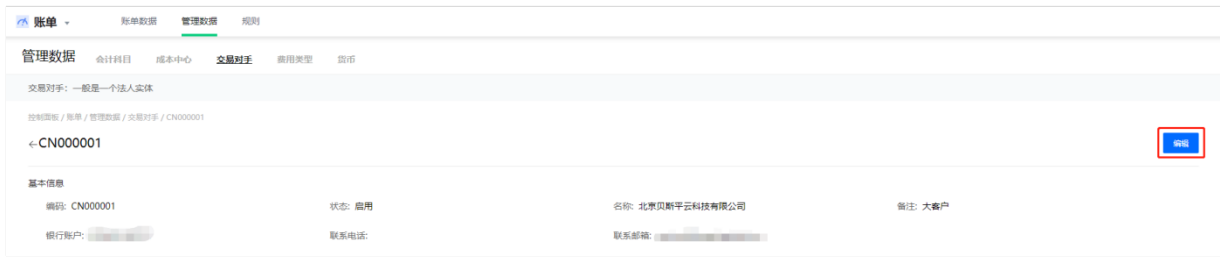 账单 账单数据 管理数据 规则
管理数据 会计科目 成本中心 交易对手 费用类型 货币
交易对手：一般是一个法人实体
控制面板 / 账单 / 管理数据 / 交易对手 / CN000001
←CN000001 编辑
基本信息
编码: CN000001 状态: 启用 名称: 北京贝斯平云科技有限公司 备注: 大客户
银行账户: 联系电话: 联系邮箱: